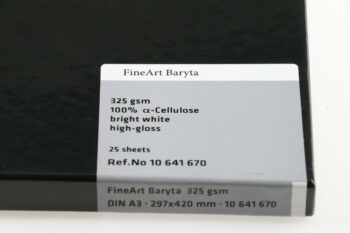 FineArt Baryta
325 gsm
100% α-Cellulose
bright white
high-gloss
25 sheets
Ref.No 10 641 670
FineArt Baryta 325 gsm
DIN A3 · 297x420 mm · 10 641 670